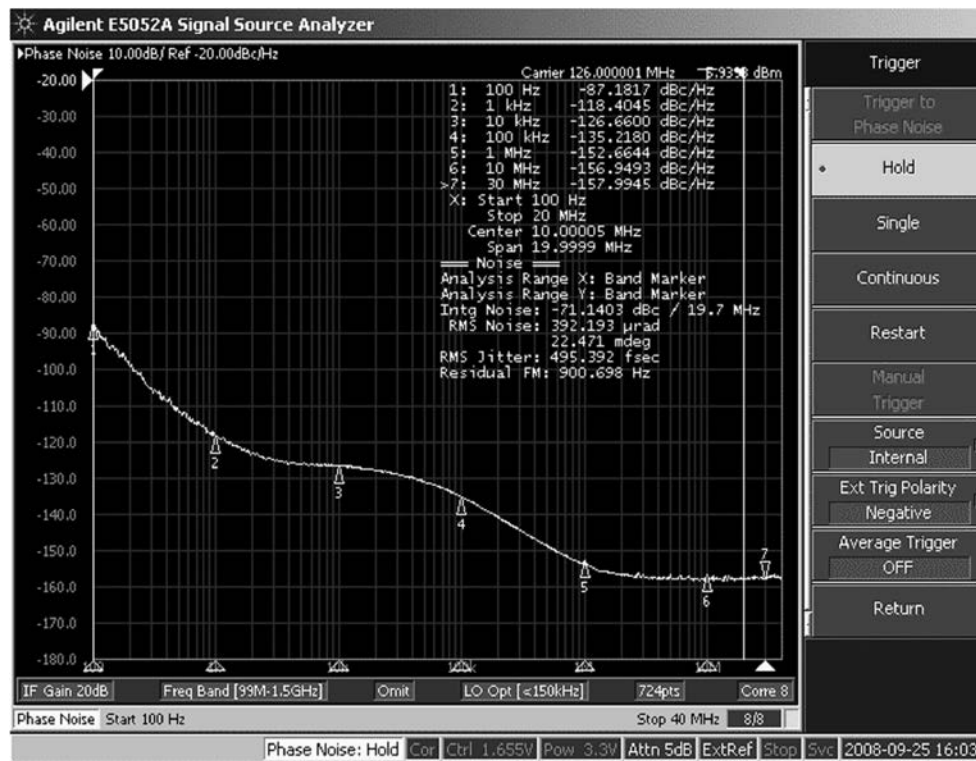 Agilent E5052A Signal Source Analyzer
Phase Noise 10.00dB/ Ref -20.00dBc/Hz
Carrier 126.000001 MHz dBm
1: 100 Hz -87.1817 dBc/Hz
2: 1 kHz -118.4045 dBc/Hz
3: 10 kHz -126.6600 dBc/Hz
4: 100 kHz -135.2180 dBc/Hz
5: 1 MHz -152.6644 dBc/Hz
6: 10 MHz -156.9493 dBc/Hz
>7: 30 MHz -157.9945 dBc/Hz
X: Start 100 Hz
Stop 20 MHz
Center 10.00005 MHz
Span 19.9999 MHz
=== Noise ===
Analysis Range X: Band Marker
Analysis Range Y: Band Marker
Intg Noise: -71.1403 dBc / 19.7 MHz
RMS Noise: 392.193 µrad
22.471 mdeg
RMS Jitter: 495.392 fsec
Residual FM: 900.698 Hz
-20.00
-30.00
-40.00
-50.00
-60.00
-70.00
-80.00
-90.00
-100.0
-110.0
-120.0
-130.0
-140.0
-150.0
-160.0
-170.0
-180.0
1
2
3
4
5
6
7
IF Gain 20dB
Freq Band [99M-1.5GHz]
Omit
LO Opt [<150kHz]
724pts
Corre 8
Phase Noise
Start 100 Hz
Stop 40 MHz
8/8
Trigger
Trigger to
Phase Noise
Hold
Single
Continuous
Restart
Manual
Trigger
Source
Internal
Ext Trig Polarity
Negative
Average Trigger
OFF
Return
Phase Noise: Hold
Cor
Ctrl 1.655V
Pow 3.3V
Attn 5dB
ExtRef
Stop
Svc
2008-09-25 16:03